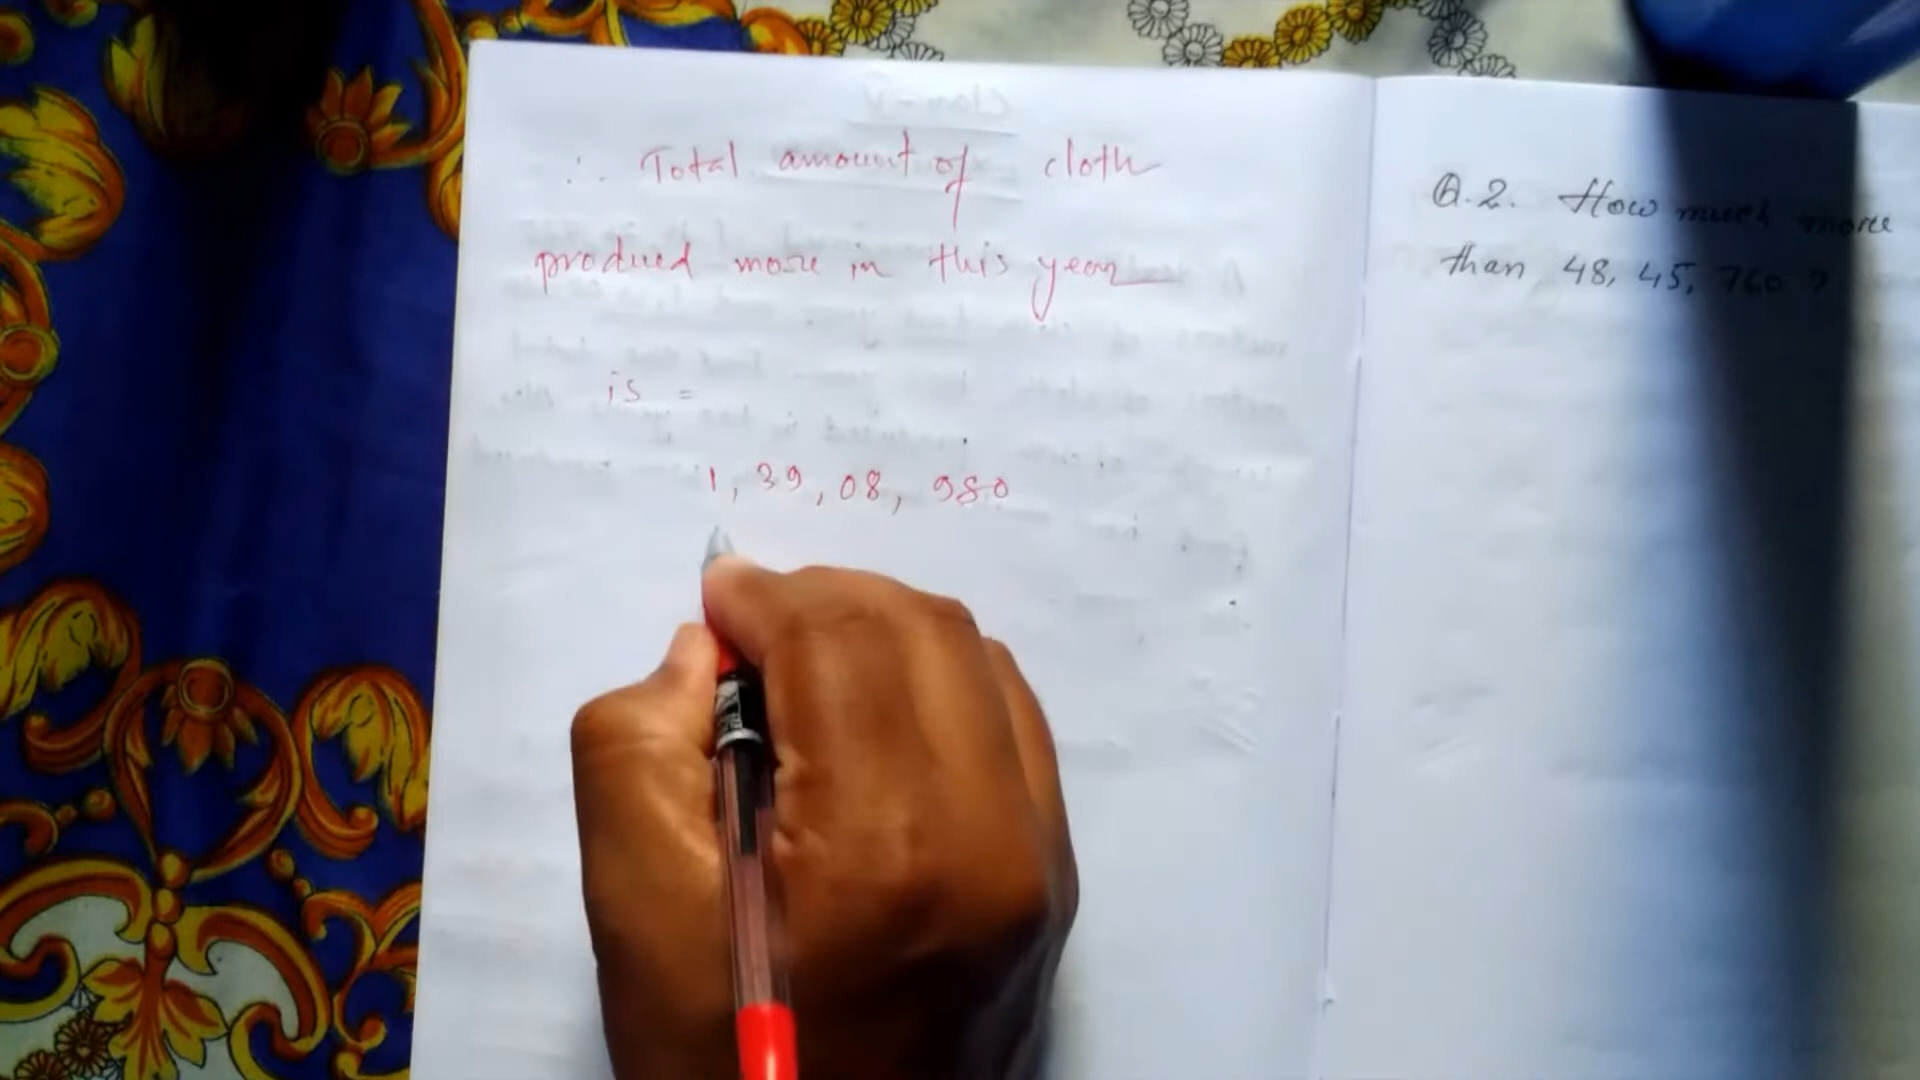 ∴ Total amount of cloth
produed more in this year
is =
1, 39, 08, 980
Q.2. How much more
than 48, 45, 760 ?